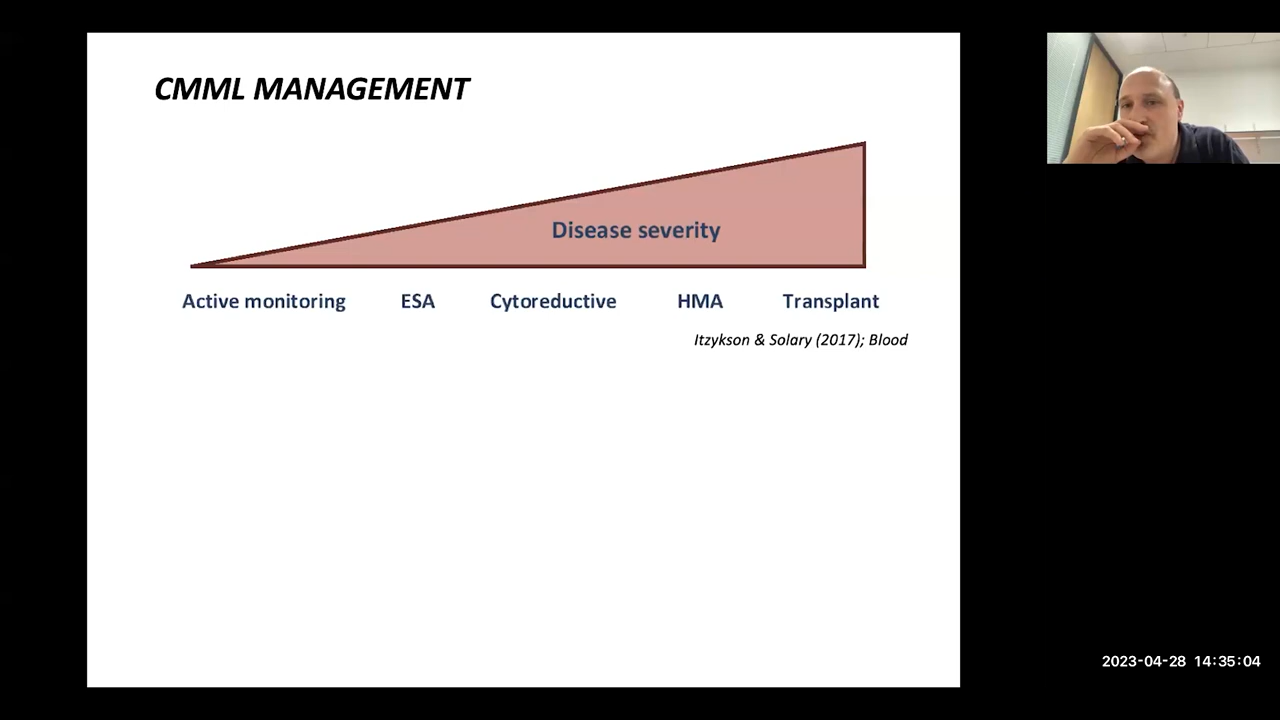 CMML MANAGEMENT
Disease severity
Active monitoring ESA Cytoreductive HMA Transplant
Itzykson & Solary (2017); Blood
2023-04-28 14:35:04